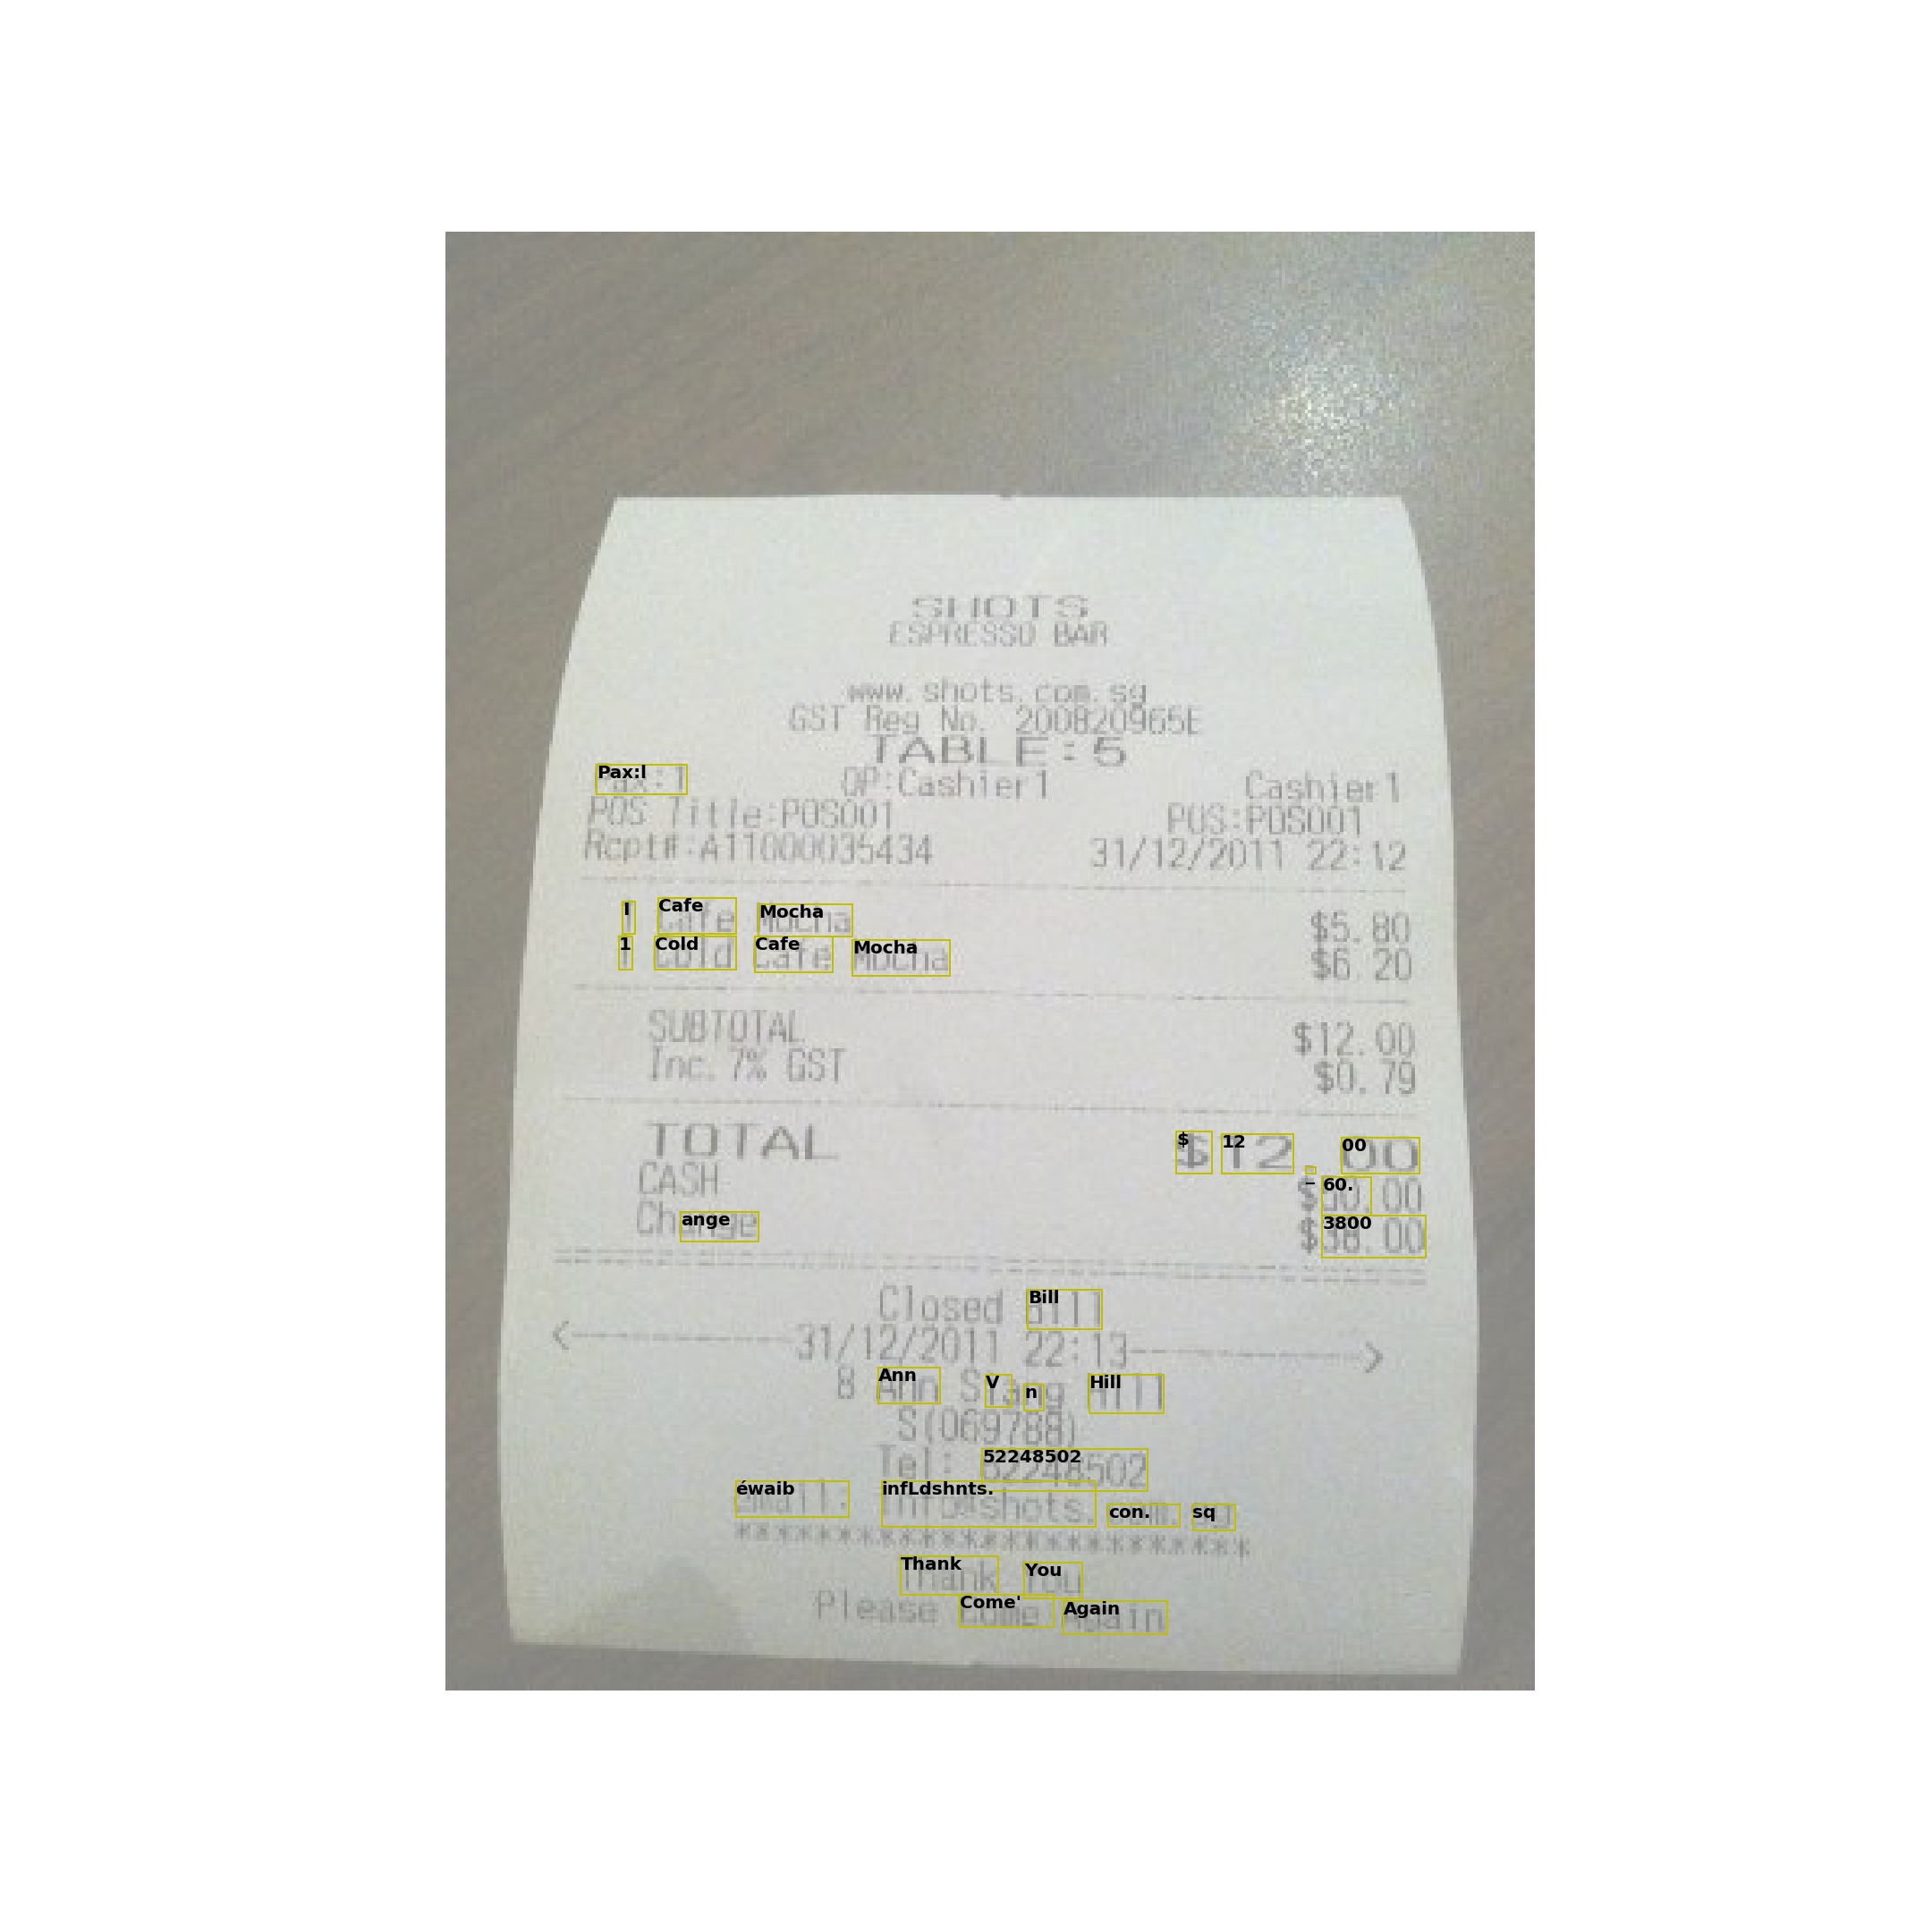 SHOTS
ESPRESSO BAR
www.shots.com.sg
GST Reg No. 200820965E
TABLE:5
Pax:l
Pax:1 OP:Cashier1 Cashier1
POS Title:POS001 POS:POS001
Rcpt#:A11000035434 31/12/2011 22:12
I Cafe Mocha
1 Cafe Mocha $5.80
1 Cold Cafe Mocha
1 Cold Cafe Mocha $6.20
SUBTOTAL $12.00
Inc. 7% GST $0.79
$ 12 00
TOTAL $12.00
– 60.
CASH $50.00
ange 3800
Change $38.00
Bill
Closed Bill
<31/12/2011 22:13>
Ann V n Hill
8 Ann Siang Hill
S(069788)
52248502
Tel: 62248502
éwaib infLdshnts. con. sq
email: info@shots.com.sg
*************************
Thank You
Thank You
Come' Again
Please Come Again